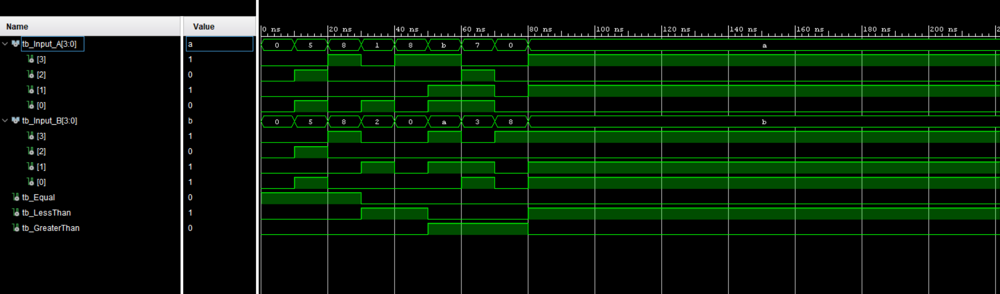 Name Value 0 ns 20 ns 40 ns 60 ns 80 ns 100 ns 120 ns 140 ns 160 ns 180 ns 200 ns 2
tb_Input_A[3:0] a 0 5 8 1 8 b 7 0 a
[3] 1
[2] 0
[1] 1
[0] 0
tb_Input_B[3:0] b 0 5 8 2 0 a 3 8 b
[3] 1
[2] 0
[1] 1
[0] 1
tb_Equal 0
tb_LessThan 1
tb_GreaterThan 0